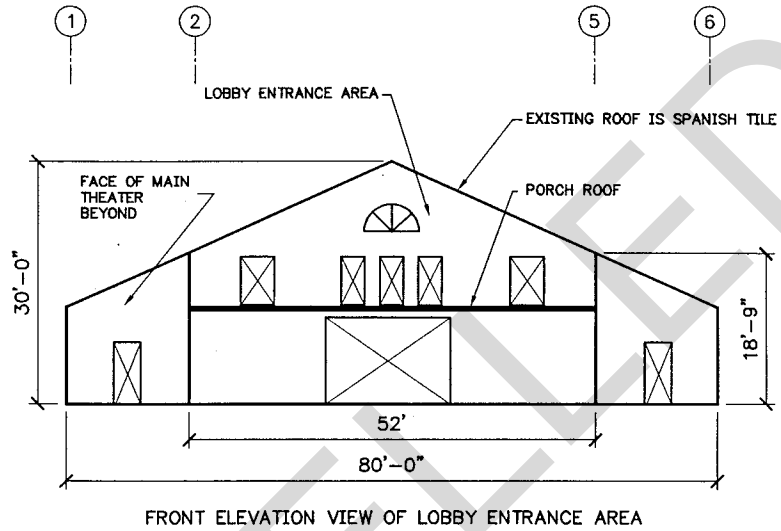 1 2 5 6
LOBBY ENTRANCE AREA
EXISTING ROOF IS SPANISH TILE
FACE OF MAIN
THEATER
BEYOND
PORCH ROOF
30'-0"
18'-9"
52'
80'-0"
FRONT ELEVATION VIEW OF LOBBY ENTRANCE AREA